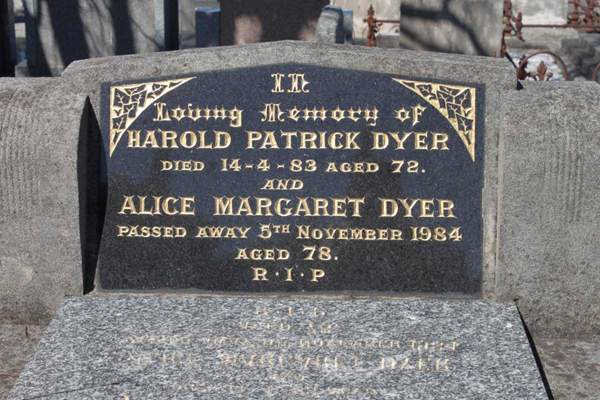 In
Loving Memory of
HAROLD PATRICK DYER
DIED 14-4-83 AGED 72.
AND
ALICE MARGARET DYER
PASSED AWAY 5TH NOVEMBER 1984
AGED 78.
R·I·P